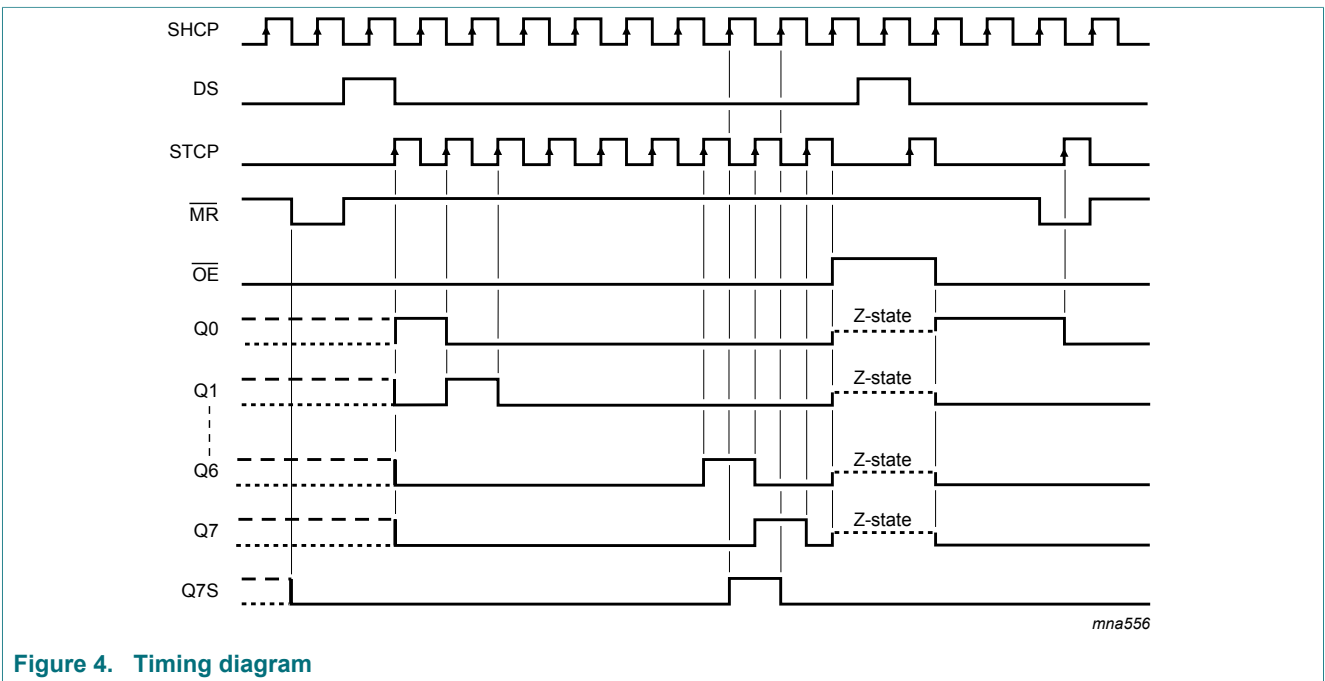 SHCP
DS
STCP
MR
OE
Q0 Z-state
Q1 Z-state
Q6 Z-state
Q7 Z-state
Q7S
mna556
Figure 4. Timing diagram